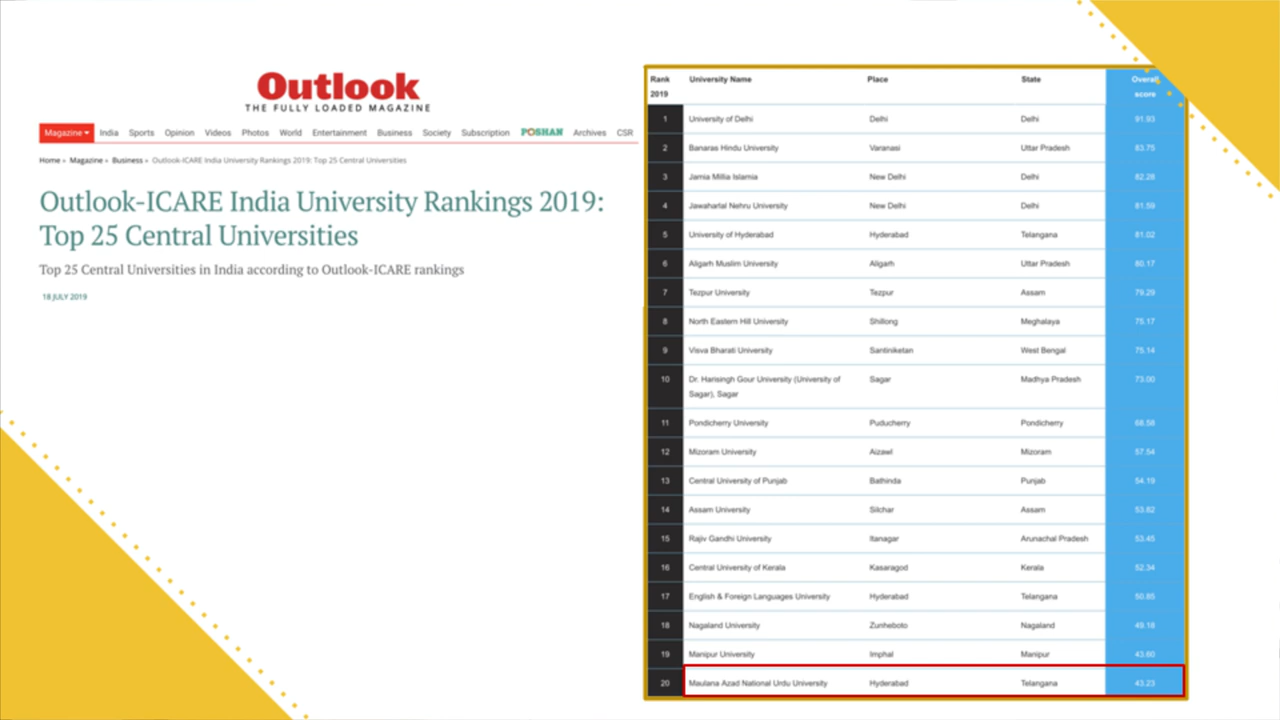 Outlook
THE FULLY LOADED MAGAZINE
Magazine India Sports Opinion Videos Photos World Entertainment Business Society Subscription POSHAN Archives CSR
Home » Magazine » Business » Outlook-ICARE India University Rankings 2019: Top 25 Central Universities
Outlook-ICARE India University Rankings 2019:
Top 25 Central Universities
Top 25 Central Universities in India according to Outlook-ICARE rankings
18 JULY 2019
Rank 2019 University Name Place State Overall score
1 University of Delhi Delhi Delhi 91.93
2 Banaras Hindu University Varanasi Uttar Pradesh 83.75
3 Jamia Millia Islamia New Delhi Delhi 82.28
4 Jawaharlal Nehru University New Delhi Delhi 81.59
5 University of Hyderabad Hyderabad Telangana 81.02
6 Aligarh Muslim University Aligarh Uttar Pradesh 80.17
7 Tezpur University Tezpur Assam 79.29
8 North Eastern Hill University Shillong Meghalaya 75.17
9 Visva Bharati University Santiniketan West Bengal 75.14
10 Dr. Harisingh Gour University (University of Sagar), Sagar Sagar Madhya Pradesh 73.00
11 Pondicherry University Puducherry Pondicherry 68.58
12 Mizoram University Aizawl Mizoram 57.54
13 Central University of Punjab Bathinda Punjab 54.19
14 Assam University Silchar Assam 53.82
15 Rajiv Gandhi University Itanagar Arunachal Pradesh 53.45
16 Central University of Kerala Kasaragod Kerala 52.34
17 English & Foreign Languages University Hyderabad Telangana 50.85
18 Nagaland University Zunheboto Nagaland 49.18
19 Manipur University Imphal Manipur 43.60
20 Maulana Azad National Urdu University Hyderabad Telangana 43.23